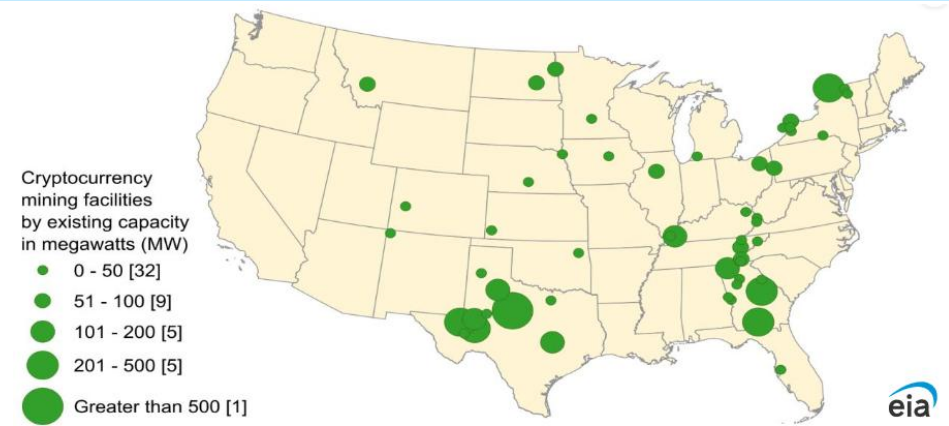 Cryptocurrency
mining facilities
by existing capacity
in megawatts (MW)
0 - 50 [32]
51 - 100 [9]
101 - 200 [5]
201 - 500 [5]
Greater than 500 [1]
eia